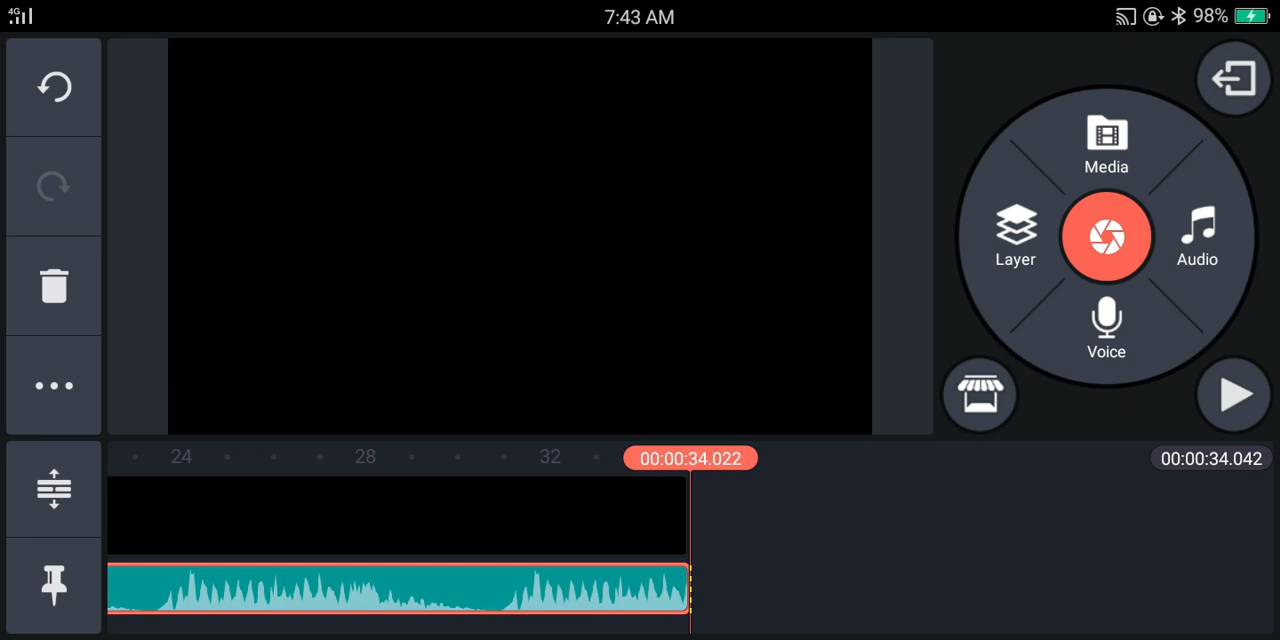 4G
7:43 AM
98%
Media
Layer
Audio
Voice
24
28
32
00:00:34.022
00:00:34.042